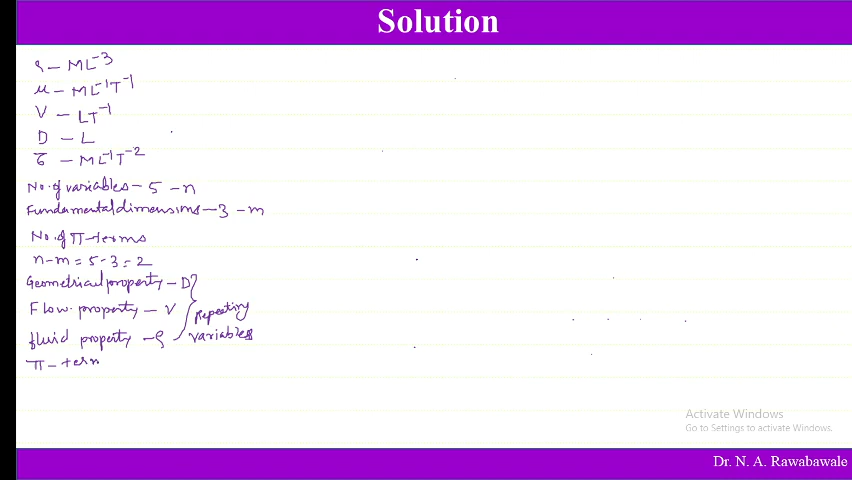 Solution
ρ - ML⁻³
μ - ML⁻¹T⁻¹
V - LT⁻¹
D - L
τ - ML⁻¹T⁻²
No. of variables - 5 - n
Fundamental dimensions - 3 - m
No. of π-terms
n-m = 5-3 = 2
Geometrical property - D
Flow property - V
fluid property - ρ
Repeating
variables
π - term
Activate Windows
Go to Settings to activate Windows.
Dr. N. A. Rawabawale